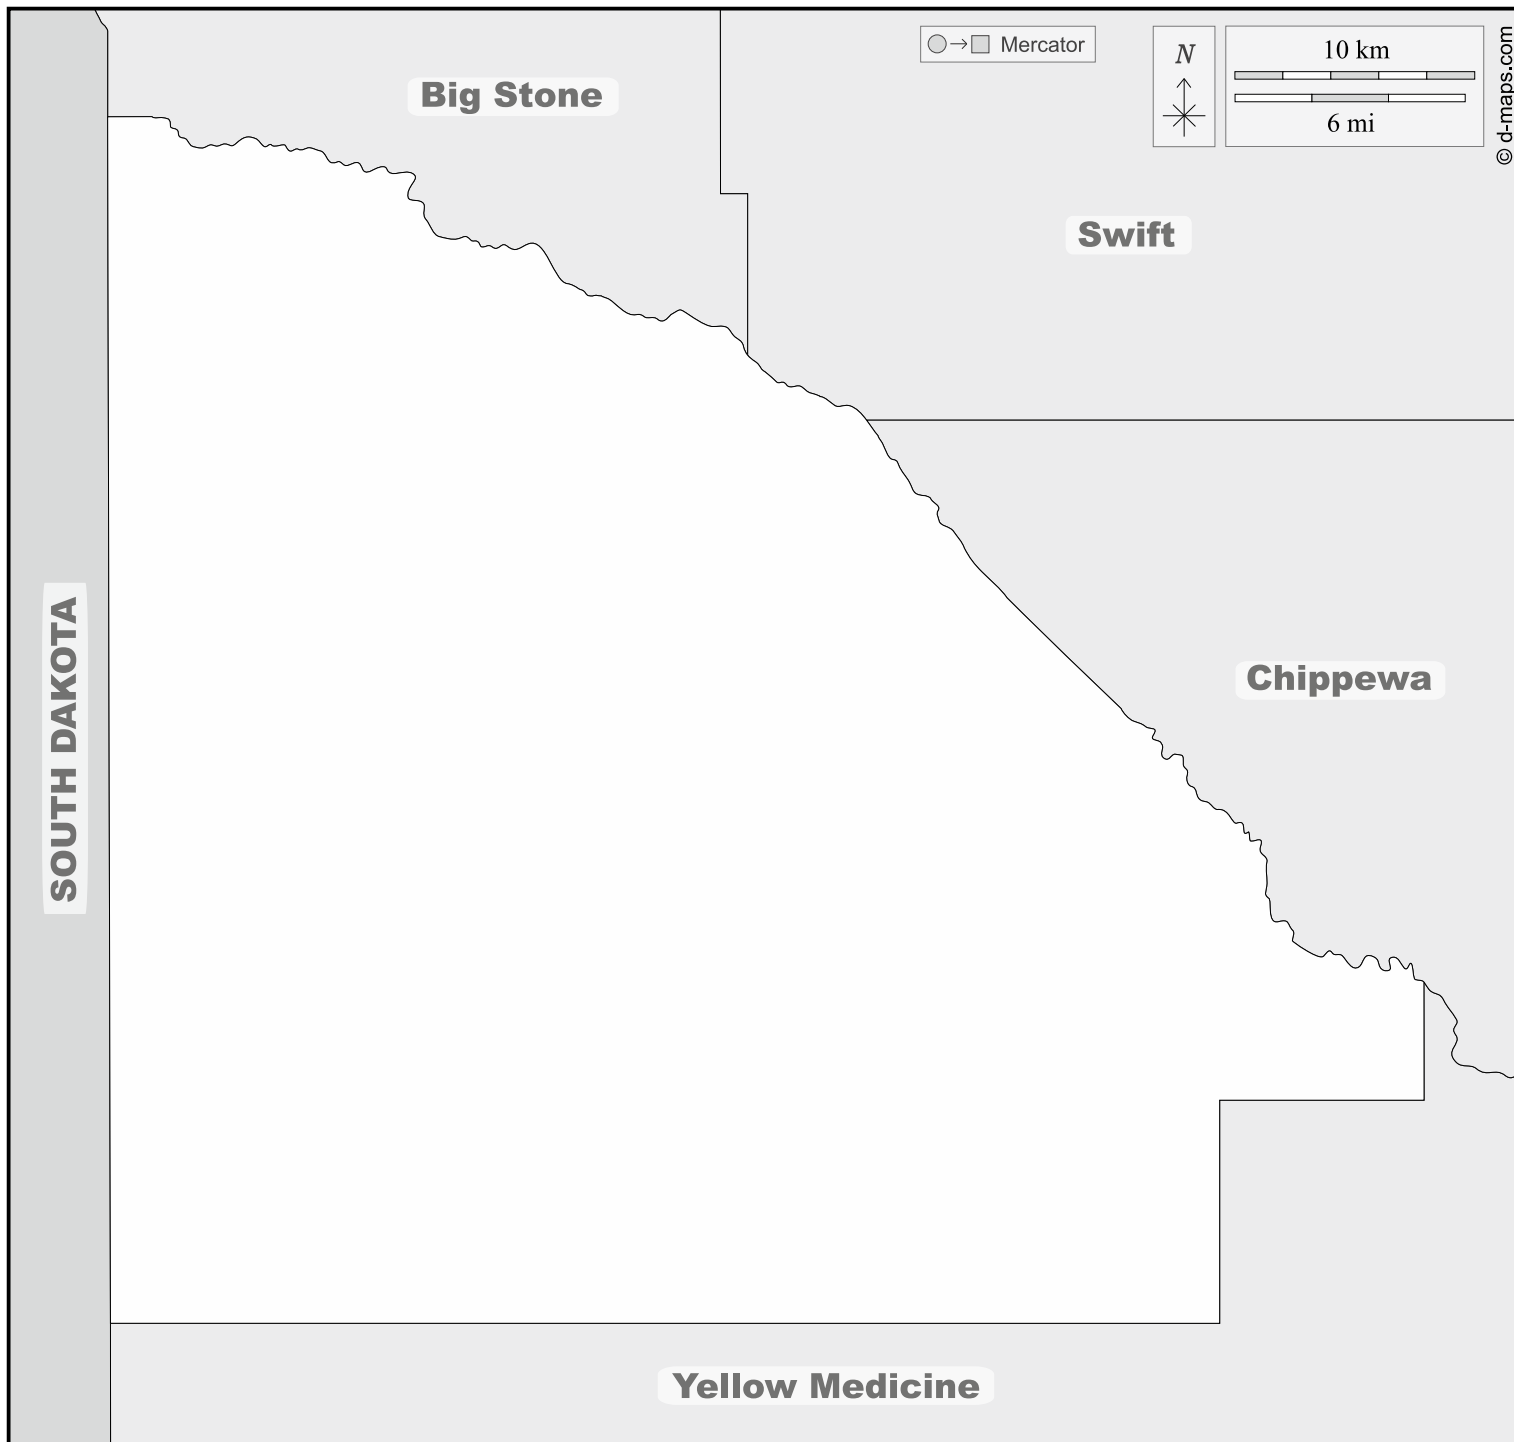 Mercator
N
10 km
6 mi
© d-maps.com
Big Stone
Swift
Chippewa
SOUTH DAKOTA
Yellow Medicine